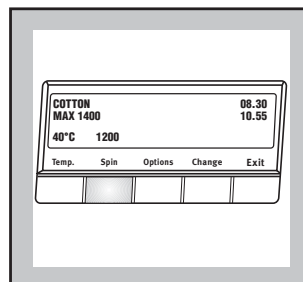 COTTON 08.30
MAX 1400 10.55
40°C 1200
Temp. Spin Options Change Exit